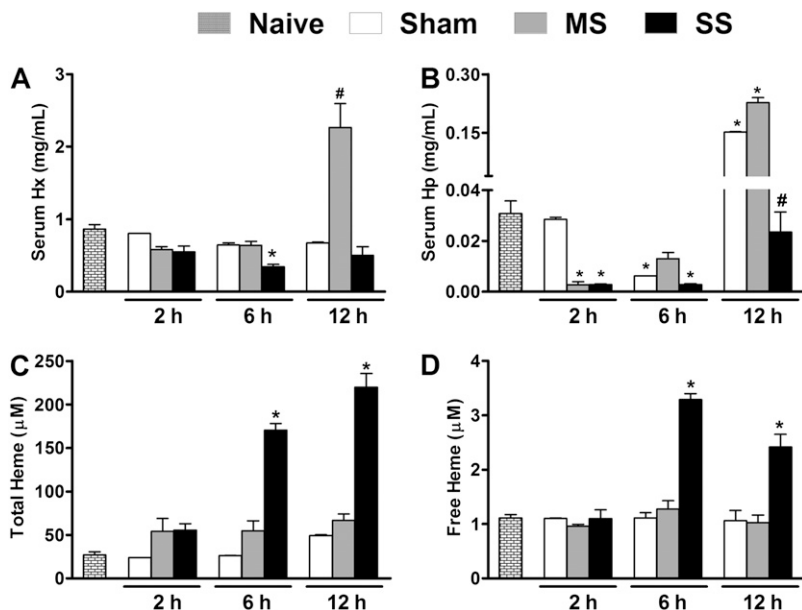 Naive Sham MS SS
A
Serum Hx (mg/mL)
3
2
1
0
#
*
2 h 6 h 12 h
B
Serum Hp (mg/mL)
0.30
0.15
0.04
0.02
0.00
* * * * * * #
2 h 6 h 12 h
C
Total Heme (μM)
250
200
150
100
50
0
* *
2 h 6 h 12 h
D
Free Heme (μM)
4
3
2
1
0
* *
2 h 6 h 12 h